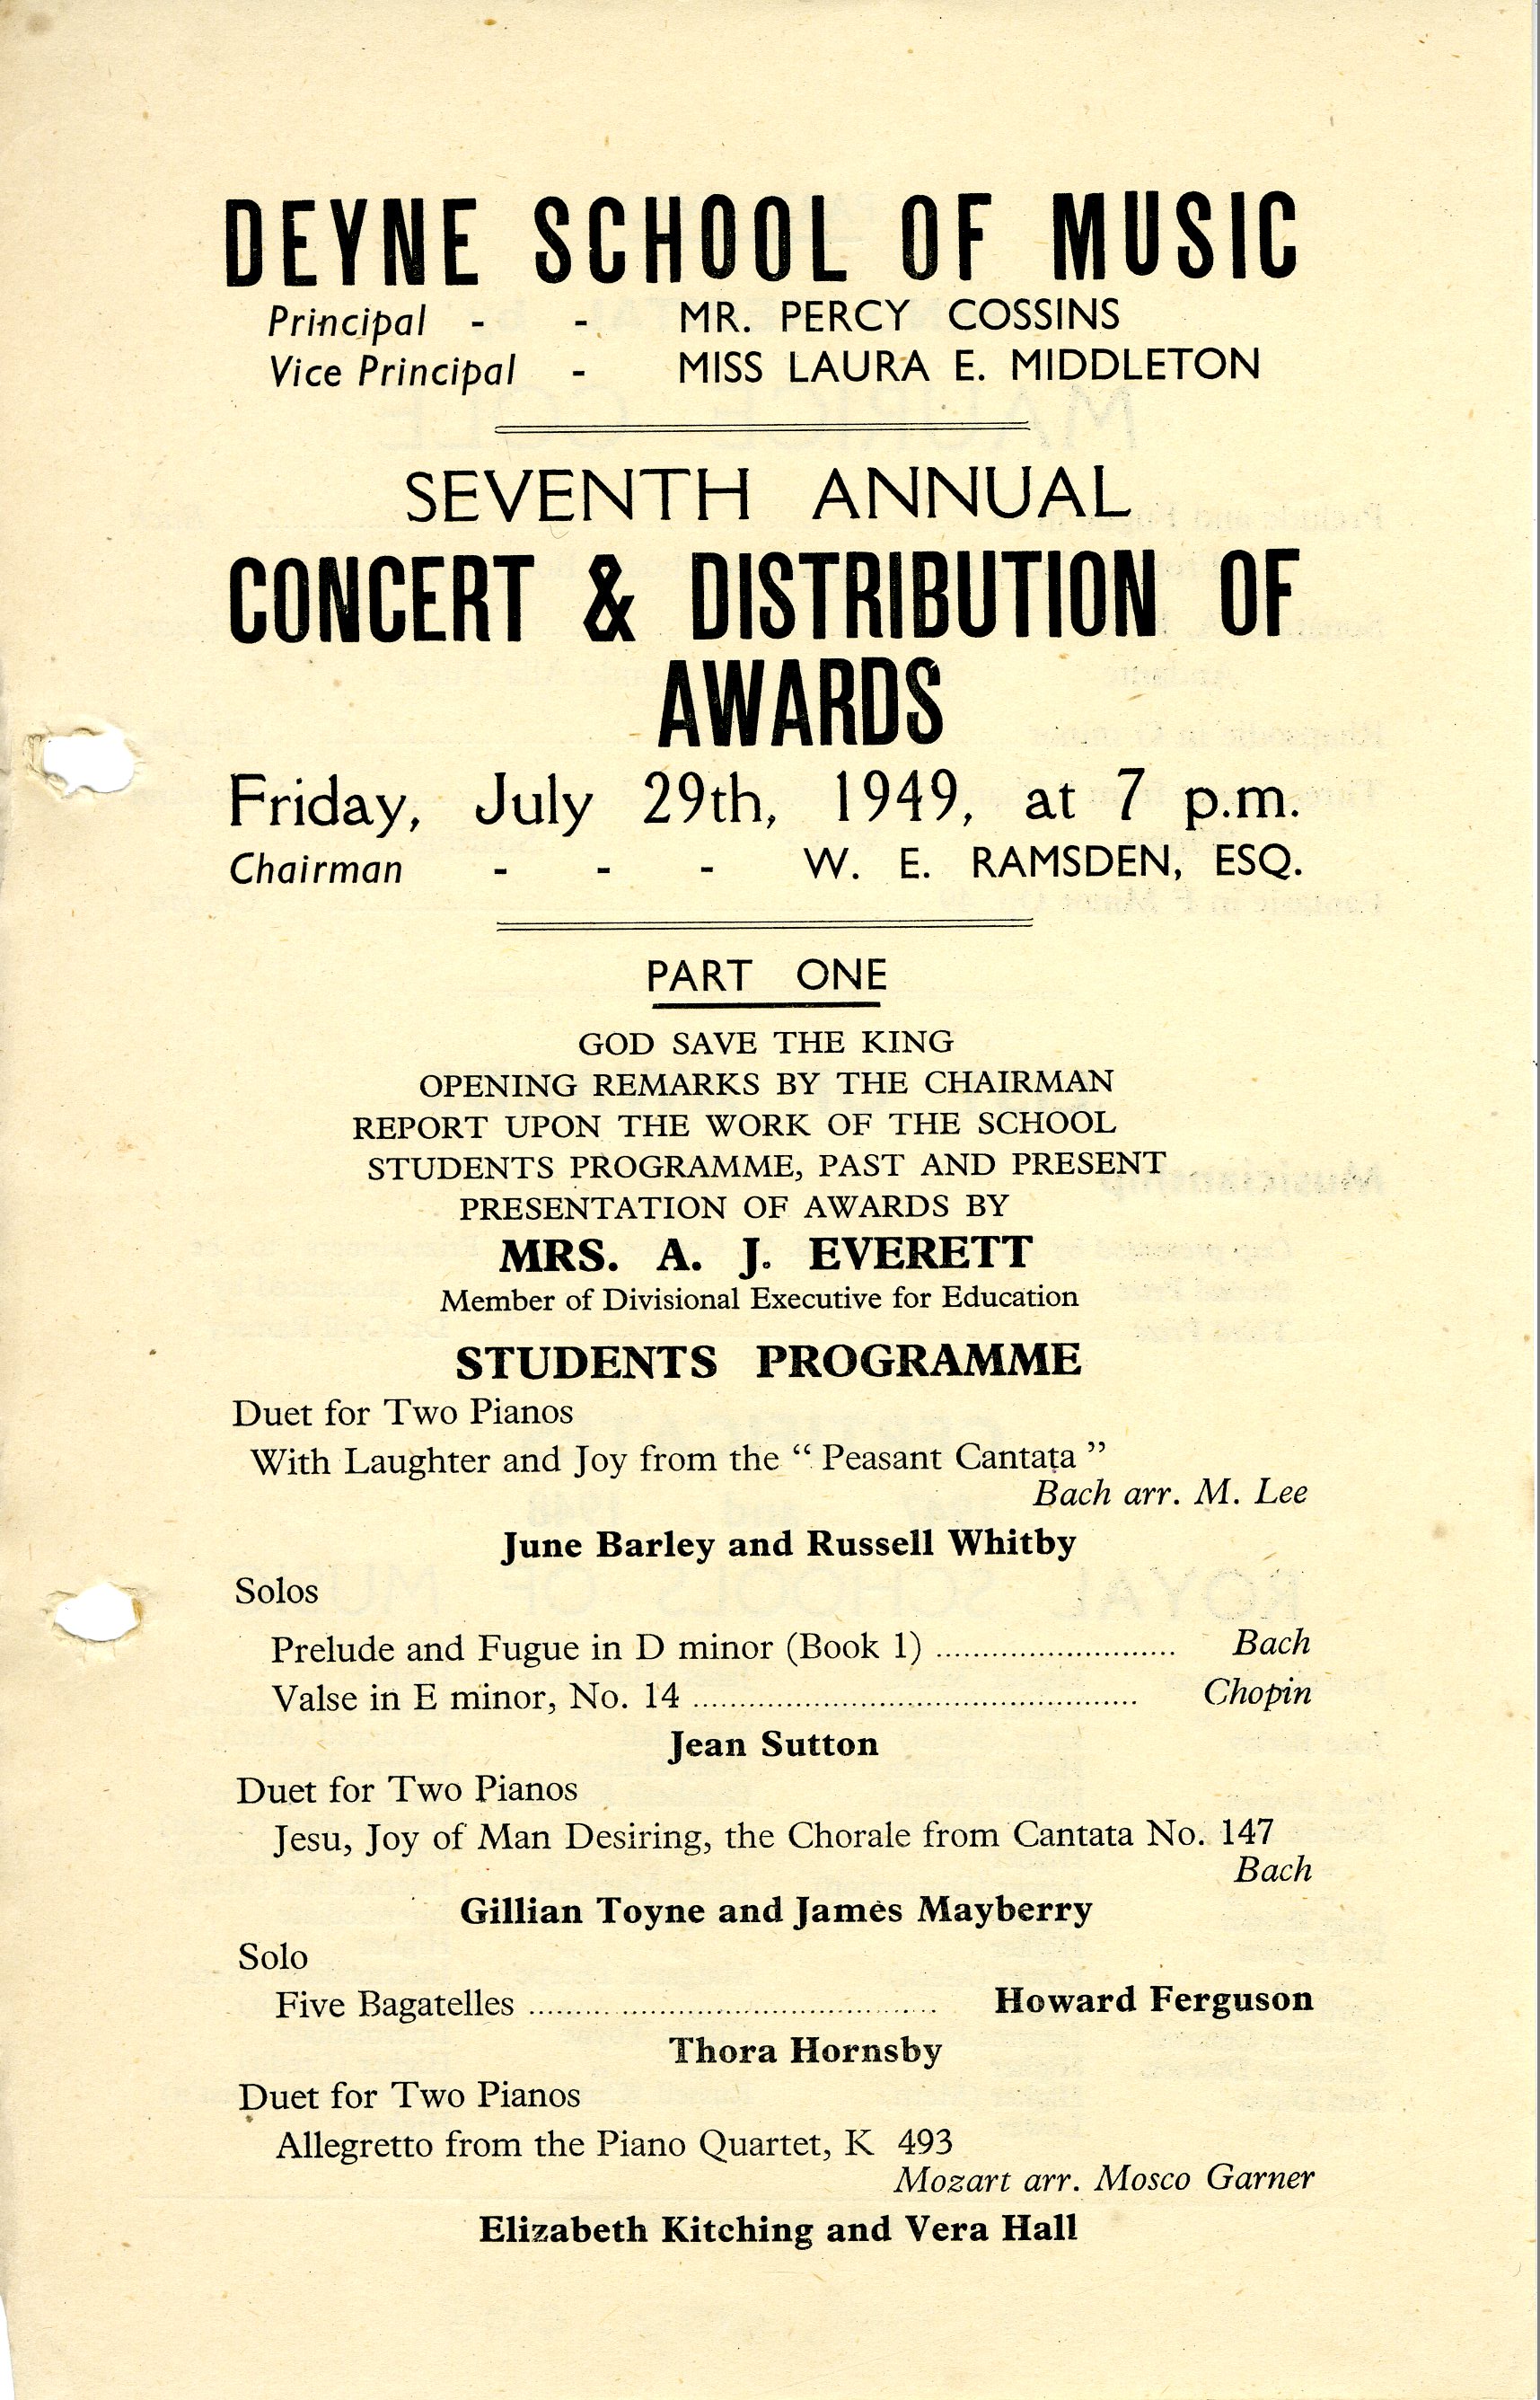 DEYNE SCHOOL OF MUSIC
Principal - - MR. PERCY COSSINS
Vice Principal - MISS LAURA E. MIDDLETON
SEVENTH ANNUAL
CONCERT & DISTRIBUTION OF
AWARDS
Friday, July 29th, 1949, at 7 p.m.
Chairman - - - W. E. RAMSDEN, ESQ.
PART ONE
GOD SAVE THE KING
OPENING REMARKS BY THE CHAIRMAN
REPORT UPON THE WORK OF THE SCHOOL
STUDENTS PROGRAMME, PAST AND PRESENT
PRESENTATION OF AWARDS BY
MRS. A. J. EVERETT
Member of Divisional Executive for Education
STUDENTS PROGRAMME
Duet for Two Pianos
With Laughter and Joy from the “ Peasant Cantata ”
Bach arr. M. Lee
June Barley and Russell Whitby
Solos
Prelude and Fugue in D minor (Book 1) ........................... Bach
Valse in E minor, No. 14 ................................................. Chopin
Jean Sutton
Duet for Two Pianos
Jesu, Joy of Man Desiring, the Chorale from Cantata No. 147
Bach
Gillian Toyne and James Mayberry
Solo
Five Bagatelles ............................................. Howard Ferguson
Thora Hornsby
Duet for Two Pianos
Allegretto from the Piano Quartet, K 493
Mozart arr. Mosco Garner
Elizabeth Kitching and Vera Hall